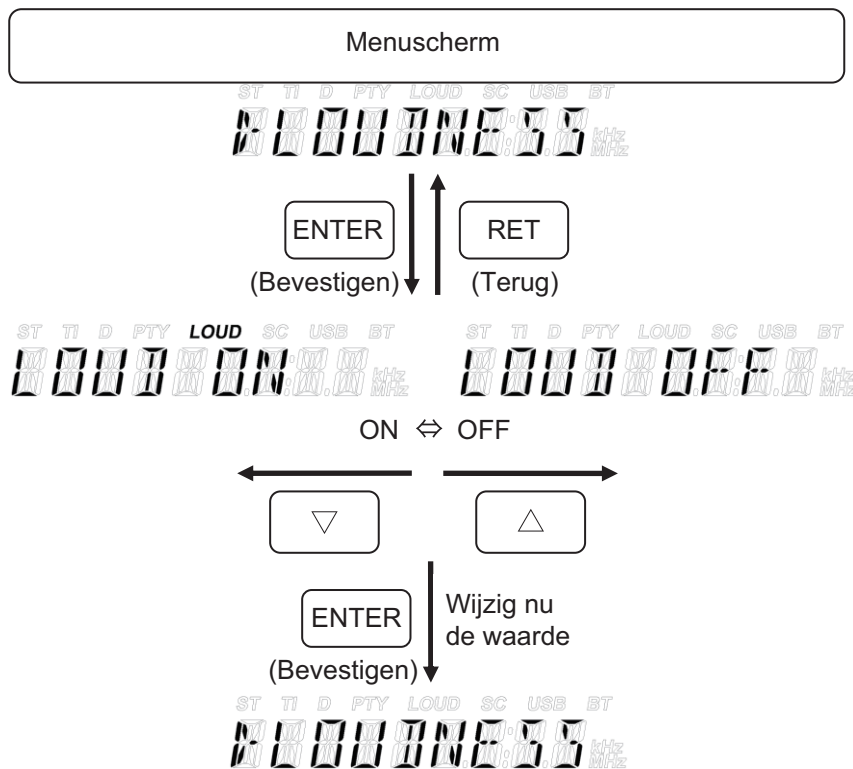 Menuscherm
ST TI D PTY LOUD SC USB BT
LOUDNESS kHz MHz
ENTER RET
(Bevestigen) (Terug)
ST TI D PTY LOUD SC USB BT ST TI D PTY LOUD SC USB BT
LOUD ON kHz MHz LOUD OFF kHz MHz
ON ⇔ OFF
▽ △
ENTER Wijzig nu
de waarde
(Bevestigen)
ST TI D PTY LOUD SC USB BT
LOUDNESS kHz MHz